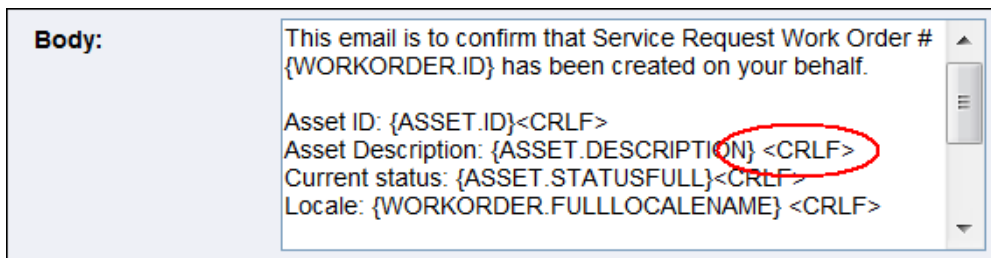 Body:
This email is to confirm that Service Request Work Order #
{WORKORDER.ID} has been created on your behalf.
Asset ID: {ASSET.ID}<CRLF>
Asset Description: {ASSET.DESCRIPTION} <CRLF>
Current status: {ASSET.STATUSFULL}<CRLF>
Locale: {WORKORDER.FULLLOCALENAME} <CRLF>